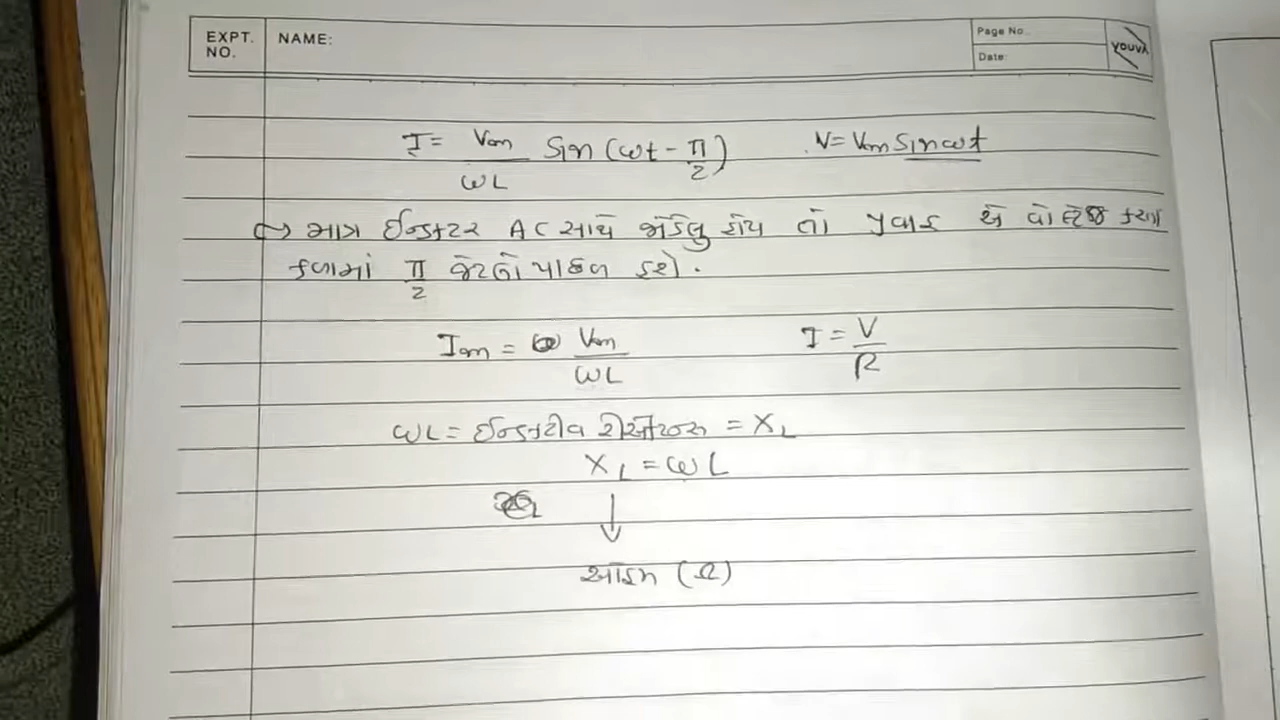 EXPT. NO. NAME: Page No. Date: YOUVA
I = Vm/ωL Sin (ωt - π/2) V = Vm Sinωt
→ માત્ર ઈન્ડક્ટર AC સાથે જોડેલુ હોય તો પ્રવાહ એ વોલ્ટેજ કરતા
કળામાં π/2 જેટલો પાછળ હશે.
Im = Vm/ωL I = V/R
ωL = ઈન્ડક્ટીવ રીએક્ટન્સ = XL
XL = ωL
↓
ઓહમ (Ω)